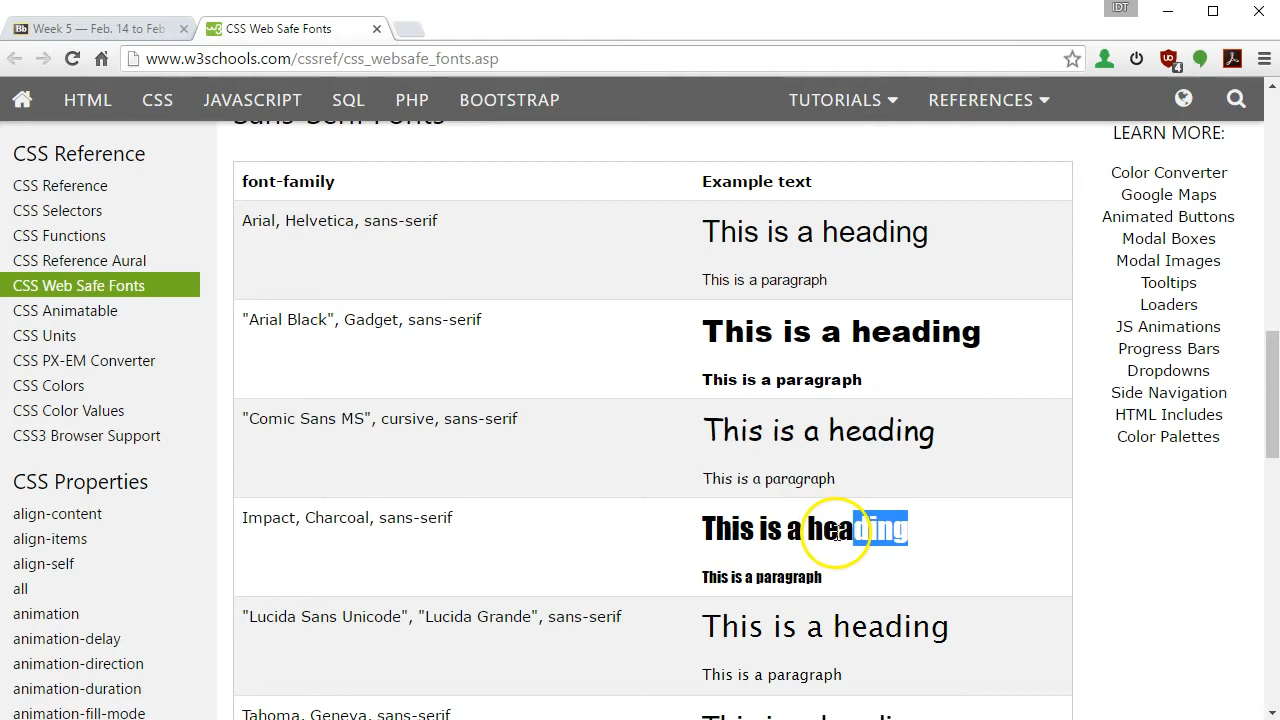 IDT
Week 5 — Feb. 14 to Feb
CSS Web Safe Fonts
www.w3schools.com/cssref/css_websafe_fonts.asp
4
HTML CSS JAVASCRIPT SQL PHP BOOTSTRAP TUTORIALS REFERENCES
Sans-Serif Fonts
CSS Reference
CSS Reference
CSS Selectors
CSS Functions
CSS Reference Aural
CSS Web Safe Fonts
CSS Animatable
CSS Units
CSS PX-EM Converter
CSS Colors
CSS Color Values
CSS3 Browser Support
CSS Properties
align-content
align-items
align-self
all
animation
animation-delay
animation-direction
animation-duration
animation-fill-mode
font-family Example text
Arial, Helvetica, sans-serif
This is a heading
This is a paragraph
"Arial Black", Gadget, sans-serif
This is a heading
This is a paragraph
"Comic Sans MS", cursive, sans-serif
This is a heading
This is a paragraph
Impact, Charcoal, sans-serif
This is a heading
This is a paragraph
"Lucida Sans Unicode", "Lucida Grande", sans-serif
This is a heading
This is a paragraph
Tahoma, Geneva, sans-serif
LEARN MORE:
Color Converter
Google Maps
Animated Buttons
Modal Boxes
Modal Images
Tooltips
Loaders
JS Animations
Progress Bars
Dropdowns
Side Navigation
HTML Includes
Color Palettes